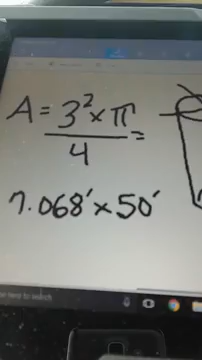 A = 3² × π =
4
7.068' × 50'